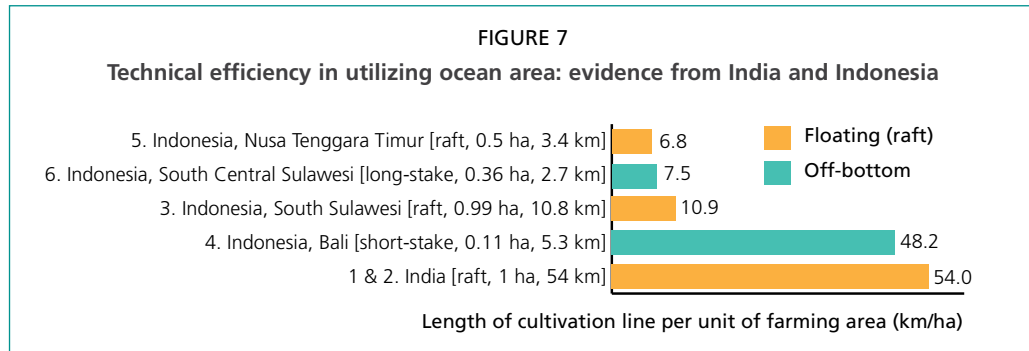 FIGURE 7
Technical efficiency in utilizing ocean area: evidence from India and Indonesia
5. Indonesia, Nusa Tenggara Timur [raft, 0.5 ha, 3.4 km] 6.8
Floating (raft)
6. Indonesia, South Central Sulawesi [long-stake, 0.36 ha, 2.7 km] 7.5
Off-bottom
3. Indonesia, South Sulawesi [raft, 0.99 ha, 10.8 km] 10.9
4. Indonesia, Bali [short-stake, 0.11 ha, 5.3 km] 48.2
1 & 2. India [raft, 1 ha, 54 km] 54.0
Length of cultivation line per unit of farming area (km/ha)